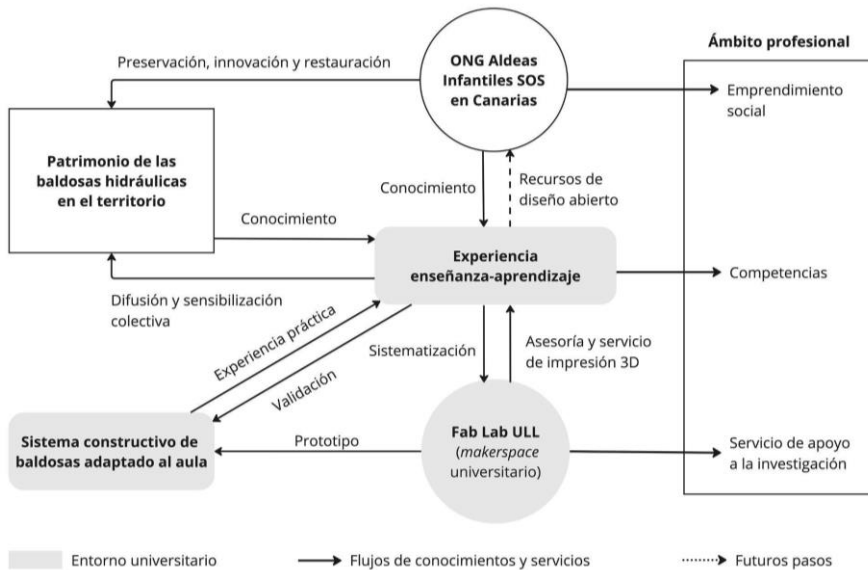 Ámbito profesional
Preservación, innovación y restauración
ONG Aldeas
Infantiles SOS
en Canarias
Emprendimiento
social
Patrimonio de las
baldosas hidráulicas
en el territorio
Conocimiento
Recursos de
diseño abierto
Conocimiento
Experiencia
enseñanza-aprendizaje
Competencias
Difusión y sensibilización
colectiva
Experiencia práctica
Validación
Sistematización
Asesoría y servicio
de impresión 3D
Sistema constructivo de
baldosas adaptado al aula
Prototipo
Fab Lab ULL
(makerspace
universitario)
Servicio de apoyo
a la investigación
Entorno universitario
Flujos de conocimientos y servicios
Futuros pasos